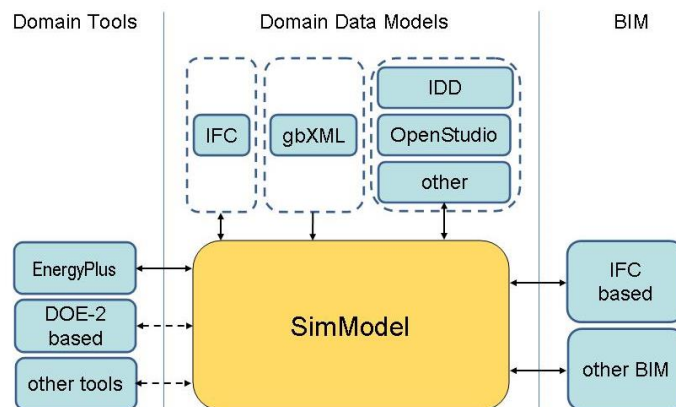 Domain Tools
Domain Data Models
BIM
IDD
IFC
gbXML
OpenStudio
other
EnergyPlus
DOE-2
based
other tools
SimModel
IFC
based
other BIM